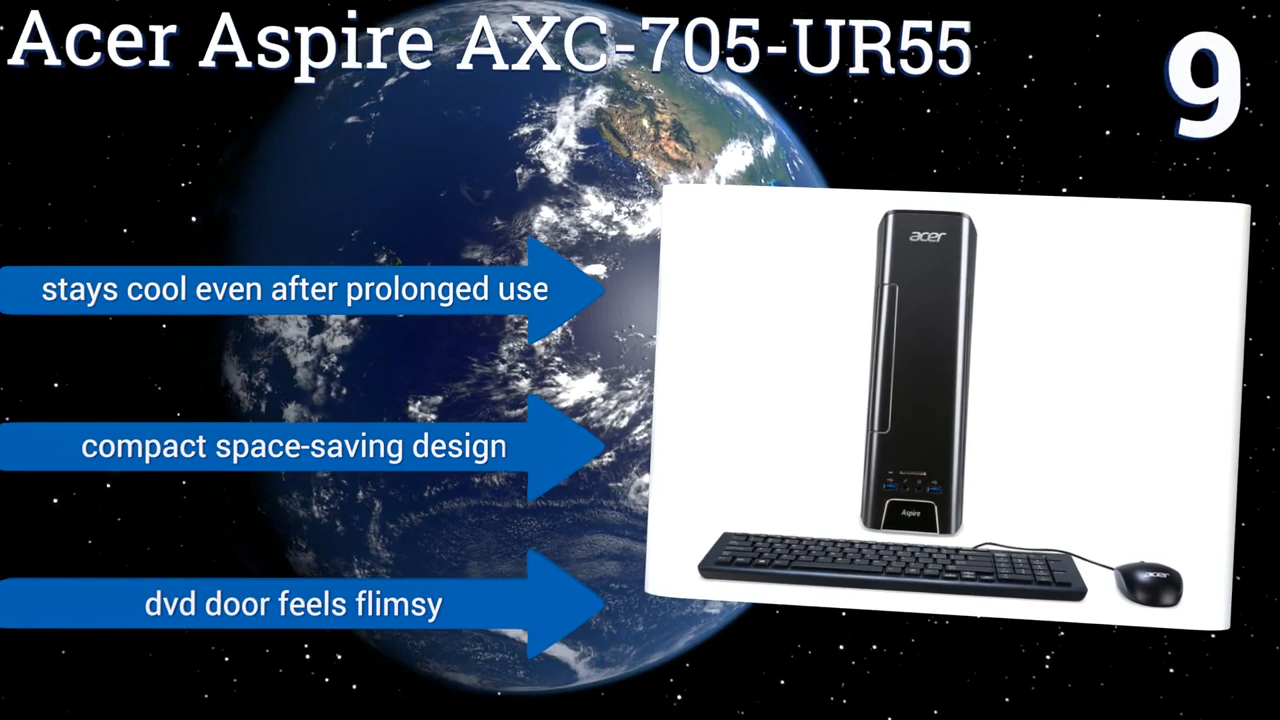 Acer Aspire AXC-705-UR55
9
stays cool even after prolonged use
compact space-saving design
dvd door feels flimsy
acer
Aspire
acer